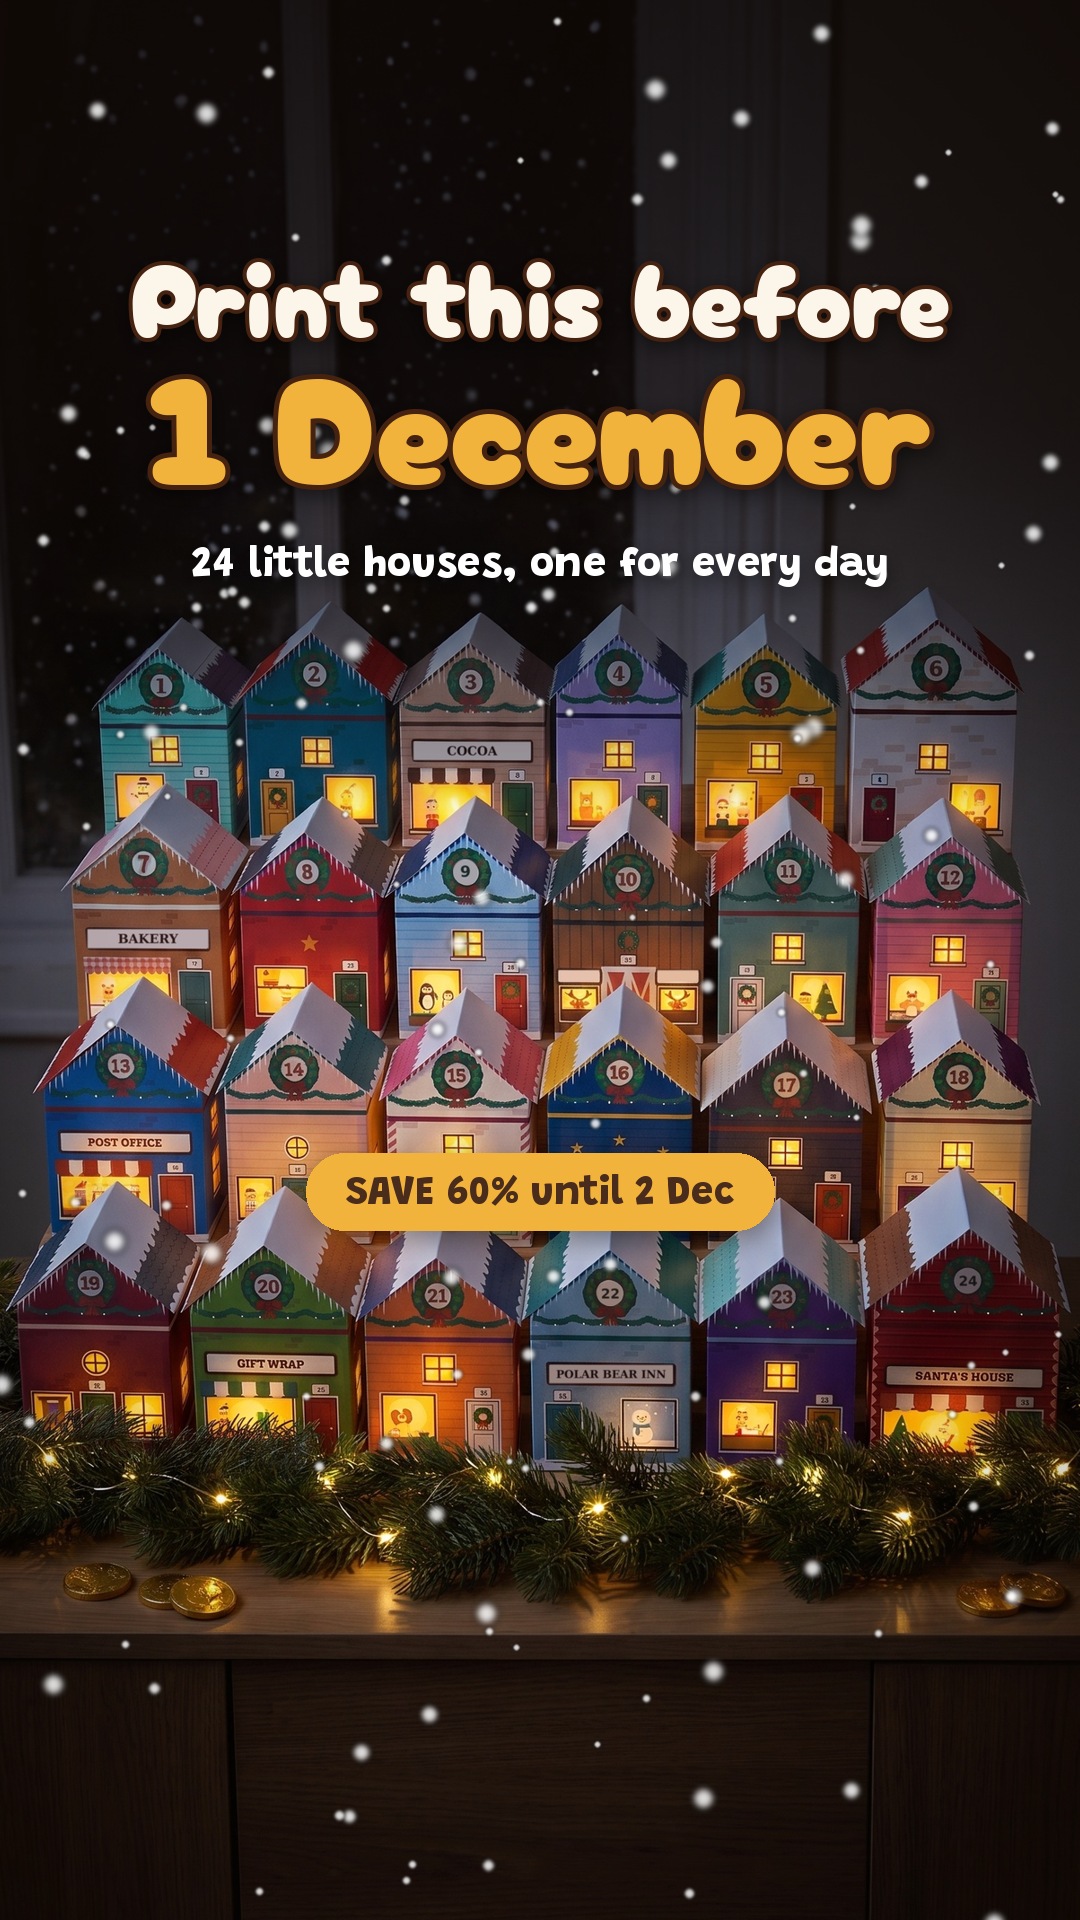 Print this before
1 December
24 little houses, one for every day
1
2
3
4
5
6
COCOA
7
8
9
10
11
12
BAKERY
13
14
15
16
17
18
POST OFFICE
SAVE 60% until 2 Dec
19
20
21
22
23
24
GIFT WRAP
POLAR BEAR INN
SANTA'S HOUSE